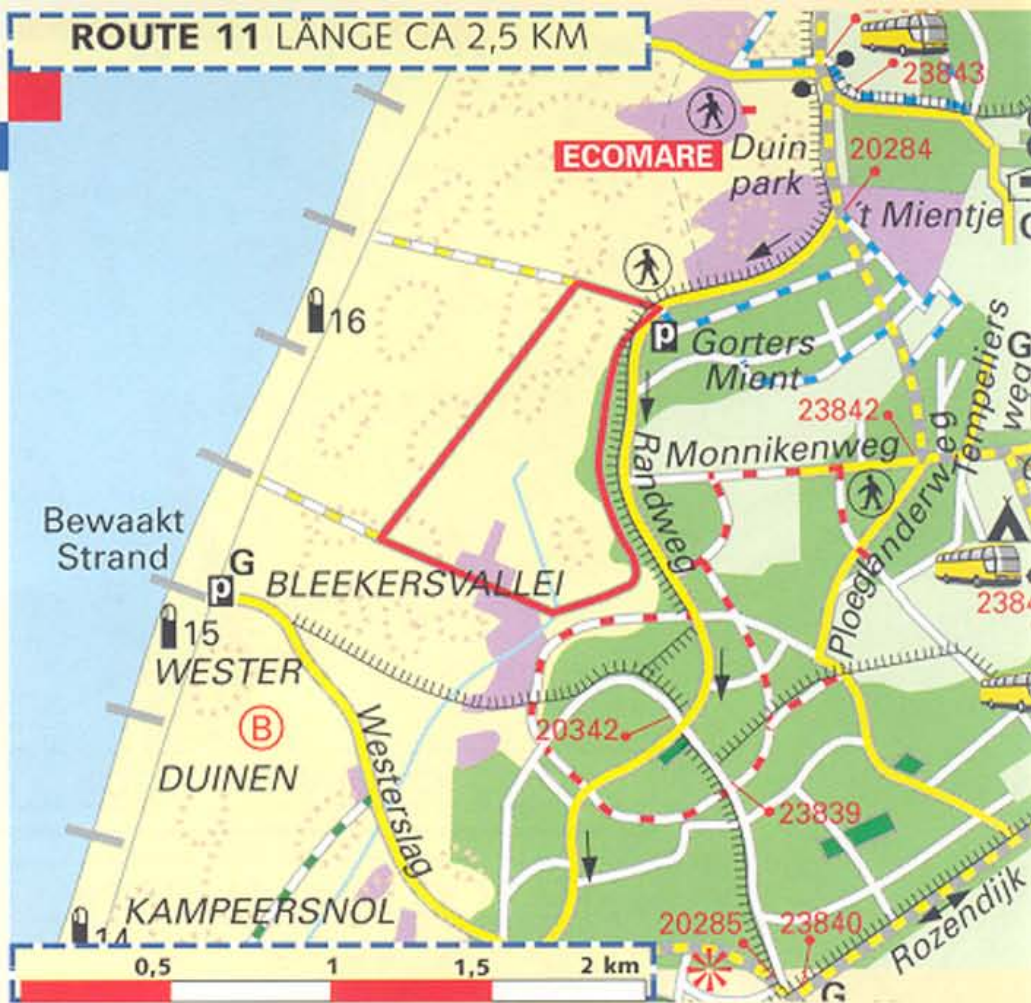 ROUTE 11 LÄNGE CA 2,5 KM
23843
ECOMARE
Duin
park
20284
't Mientje
16
P
Gorters
Mient
Tempeliers
weg
G
23842
Monnikenweg
Randweg
Ploeglanderweg
Bewaakt
Strand
G
P
BLEEKERSVALLEI
15
WESTER
B
DUINEN
Westerslag
20342
23839
KAMPEERSNOL
14
20285
23840
Rozendijk
G
0,5 1 1,5 2 km